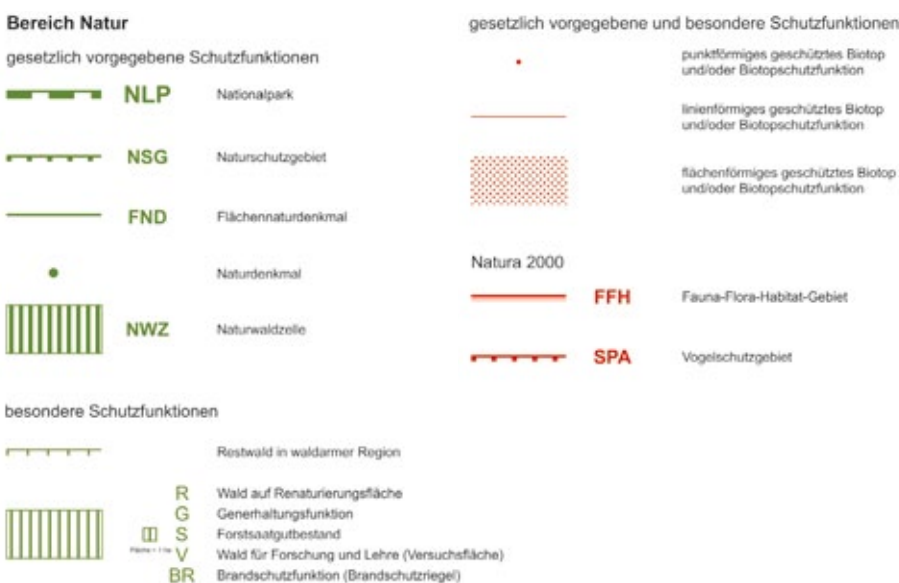 Bereich Natur
gesetzlich vorgegebene Schutzfunktionen
NLP Nationalpark
NSG Naturschutzgebiet
FND Flächennaturdenkmal
Naturdenkmal
NWZ Naturwaldzelle
besondere Schutzfunktionen
Restwald in waldarmer Region
R Wald auf Renaturierungsfläche
G Generhaltungsfunktion
S Forstsaatgutbestand
Fläche < 1 ha
V Wald für Forschung und Lehre (Versuchsfläche)
BR Brandschutzfunktion (Brandschutzriegel)
gesetzlich vorgegebene und besondere Schutzfunktionen
punktförmiges geschütztes Biotop
und/oder Biotopschutzfunktion
linienförmiges geschütztes Biotop
und/oder Biotopschutzfunktion
flächenförmiges geschütztes Biotop
und/oder Biotopschutzfunktion
Natura 2000
FFH Fauna-Flora-Habitat-Gebiet
SPA Vogelschutzgebiet